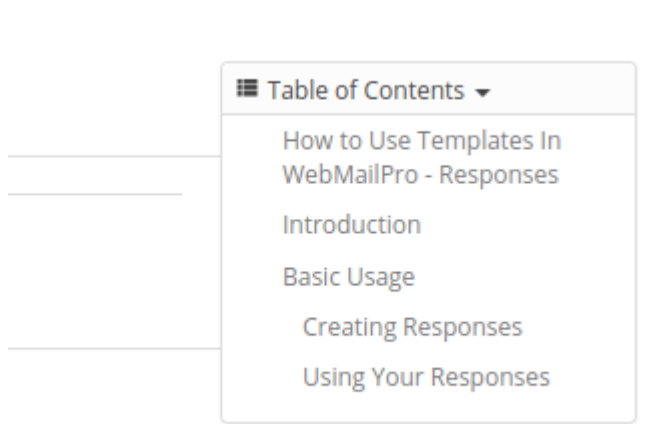 Table of Contents
How to Use Templates In
WebMailPro - Responses
Introduction
Basic Usage
Creating Responses
Using Your Responses